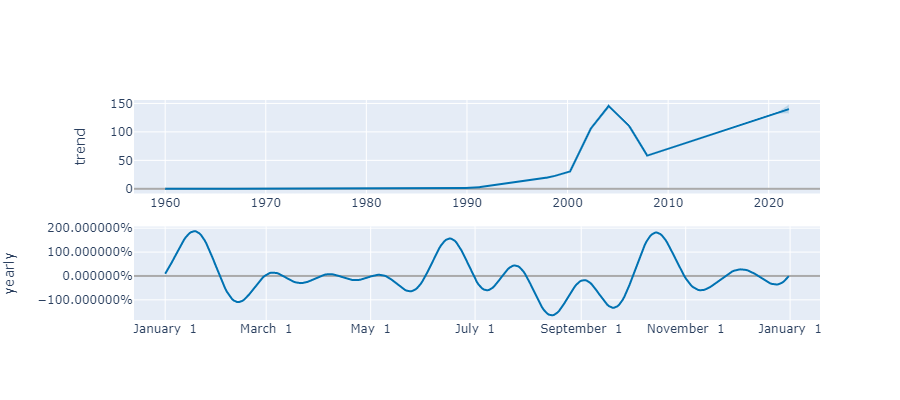 150
100
50
0
trend
1960 1970 1980 1990 2000 2010 2020
200.000000%
100.000000%
0.000000%
−100.000000%
yearly
January 1 March 1 May 1 July 1 September 1 November 1 January 1